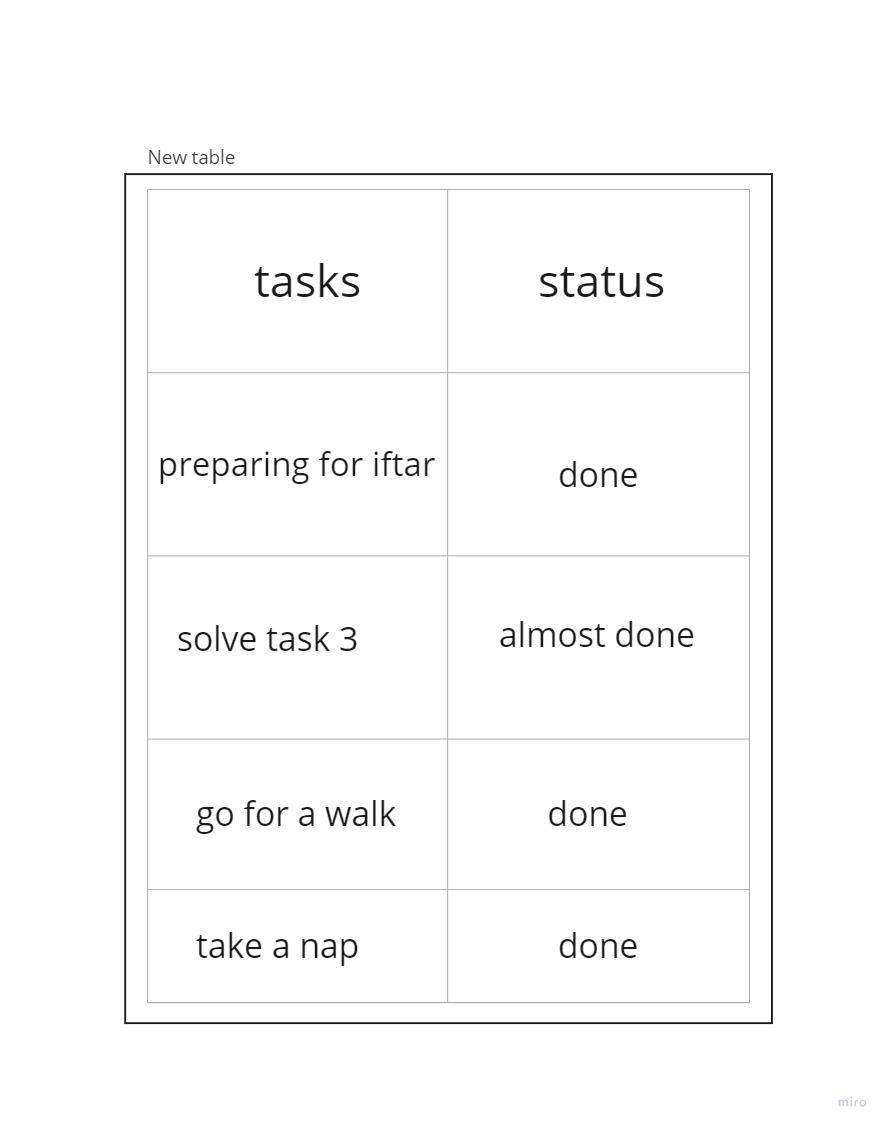 New table
tasks status
preparing for iftar done
solve task 3 almost done
go for a walk done
take a nap done
miro